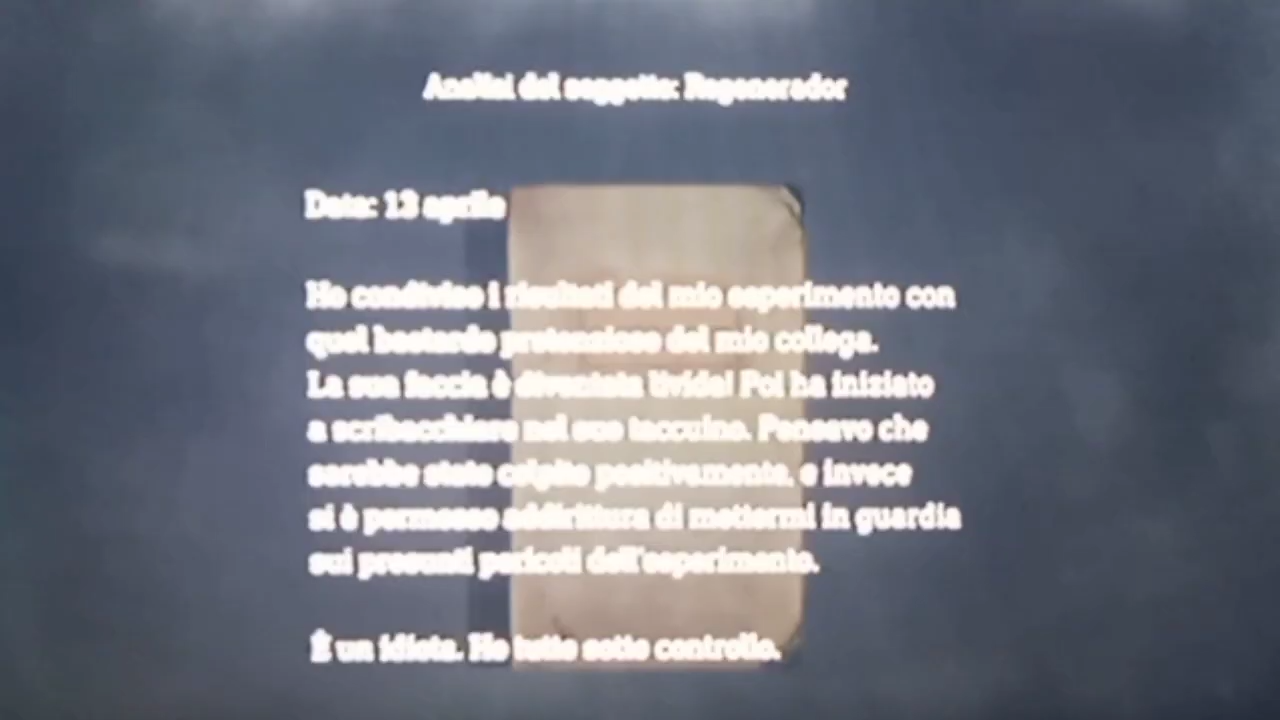 Analisi del soggetto: Regenerador
Data: 13 aprile
Ho condiviso i risultati del mio esperimento con
quel bastardo pretenzioso del mio collega.
La sua faccia è diventata livida! Poi ha iniziato
a scribacchiare nel suo taccuino. Pensavo che
sarebbe stato colpito positivamente, e invece
si è permesso addirittura di mettermi in guardia
sui presunti pericoli dell'esperimento.
È un idiota. Ho tutto sotto controllo.